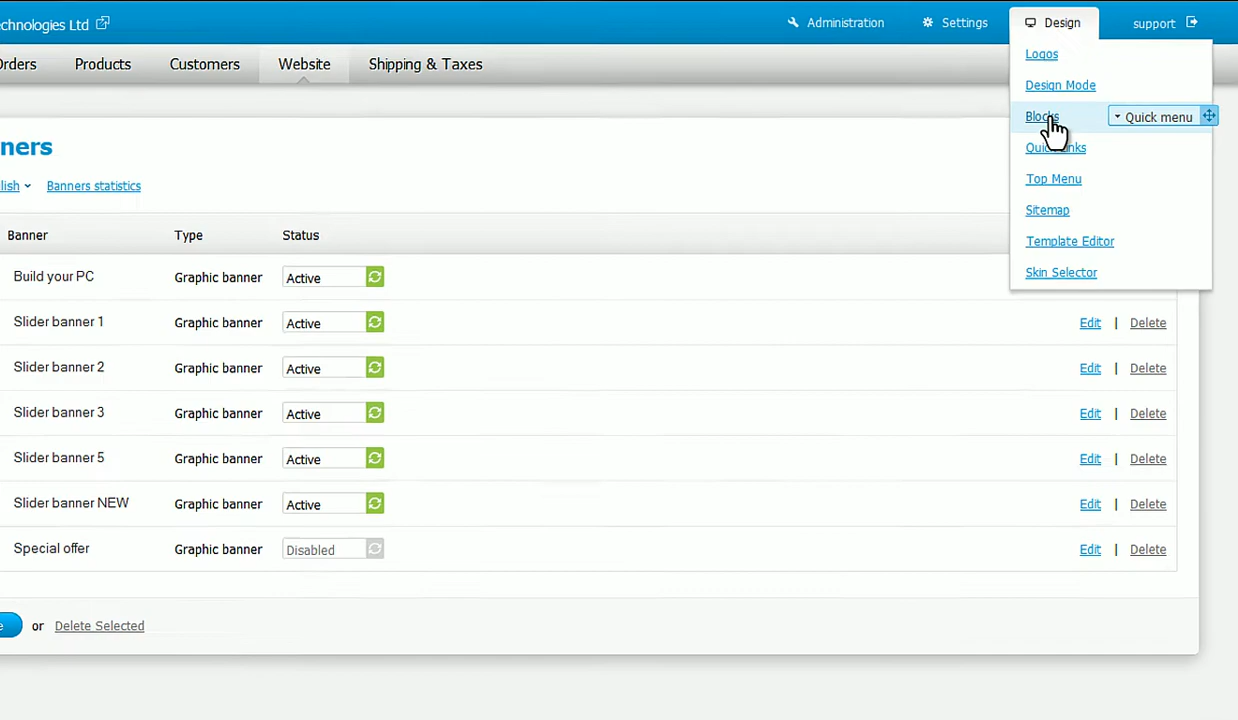 echnologies Ltd Administration Settings Design support
Orders Products Customers Website Shipping & Taxes
Logos
Design Mode
Blocks Quick menu
Quick Links
Top Menu
Sitemap
Template Editor
Skin Selector
ners
lish Banners statistics
Banner Type Status
Build your PC Graphic banner Active
Slider banner 1 Graphic banner Active Edit | Delete
Slider banner 2 Graphic banner Active Edit | Delete
Slider banner 3 Graphic banner Active Edit | Delete
Slider banner 5 Graphic banner Active Edit | Delete
Slider banner NEW Graphic banner Active Edit | Delete
Special offer Graphic banner Disabled Edit | Delete
e or Delete Selected